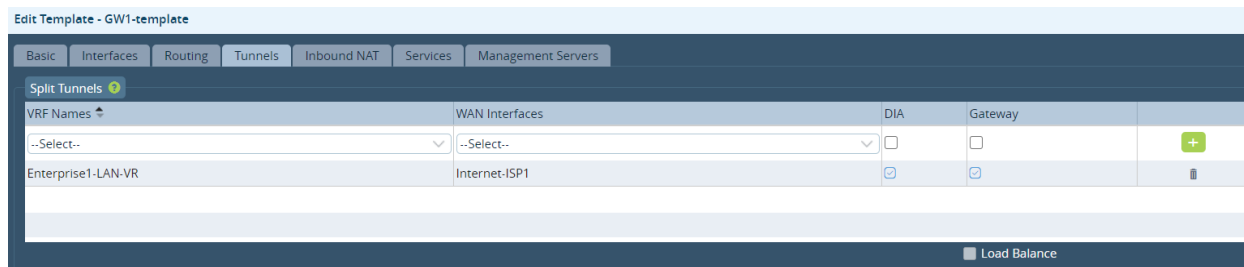 Edit Template - GW1-template
Basic Interfaces Routing Tunnels Inbound NAT Services Management Servers
Split Tunnels ?
VRF Names WAN Interfaces DIA Gateway
--Select-- --Select-- +
Enterprise1-LAN-VR Internet-ISP1
Load Balance